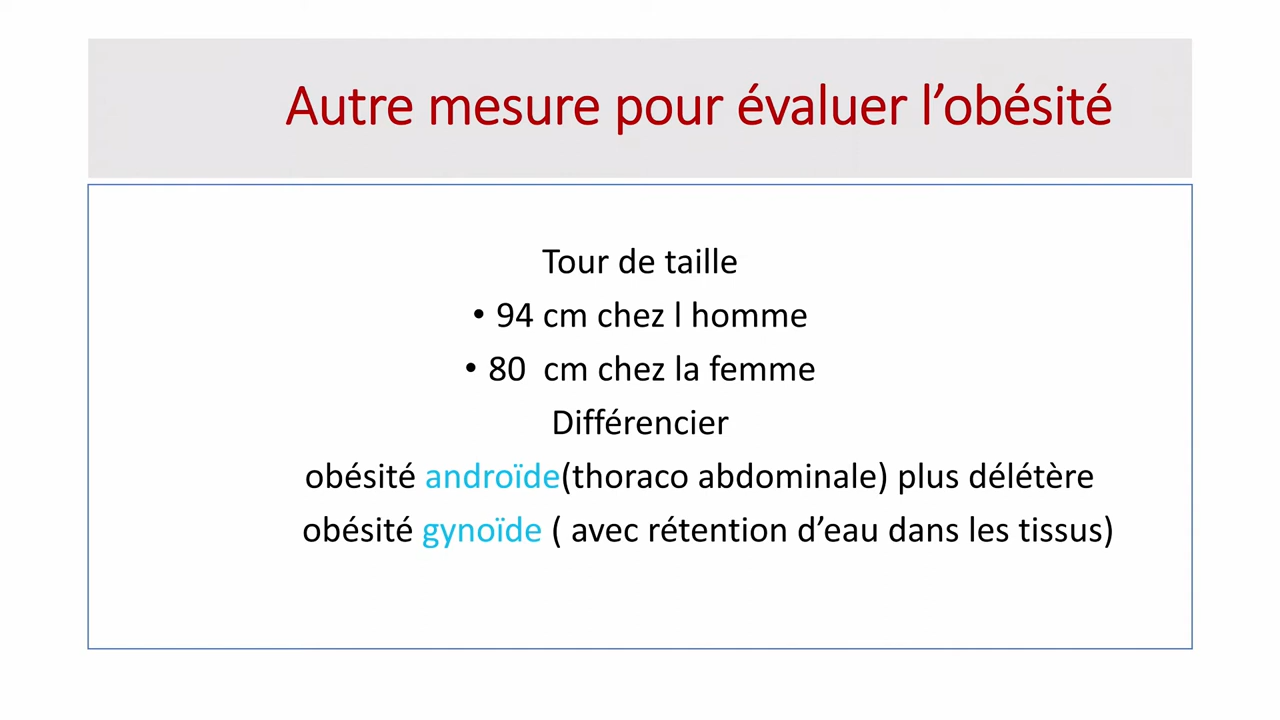 Autre mesure pour évaluer l’obésité
Tour de taille
• 94 cm chez l homme
• 80  cm chez la femme
Différencier
obésité androïde(thoraco abdominale) plus délétère
obésité gynoïde ( avec rétention d’eau dans les tissus)